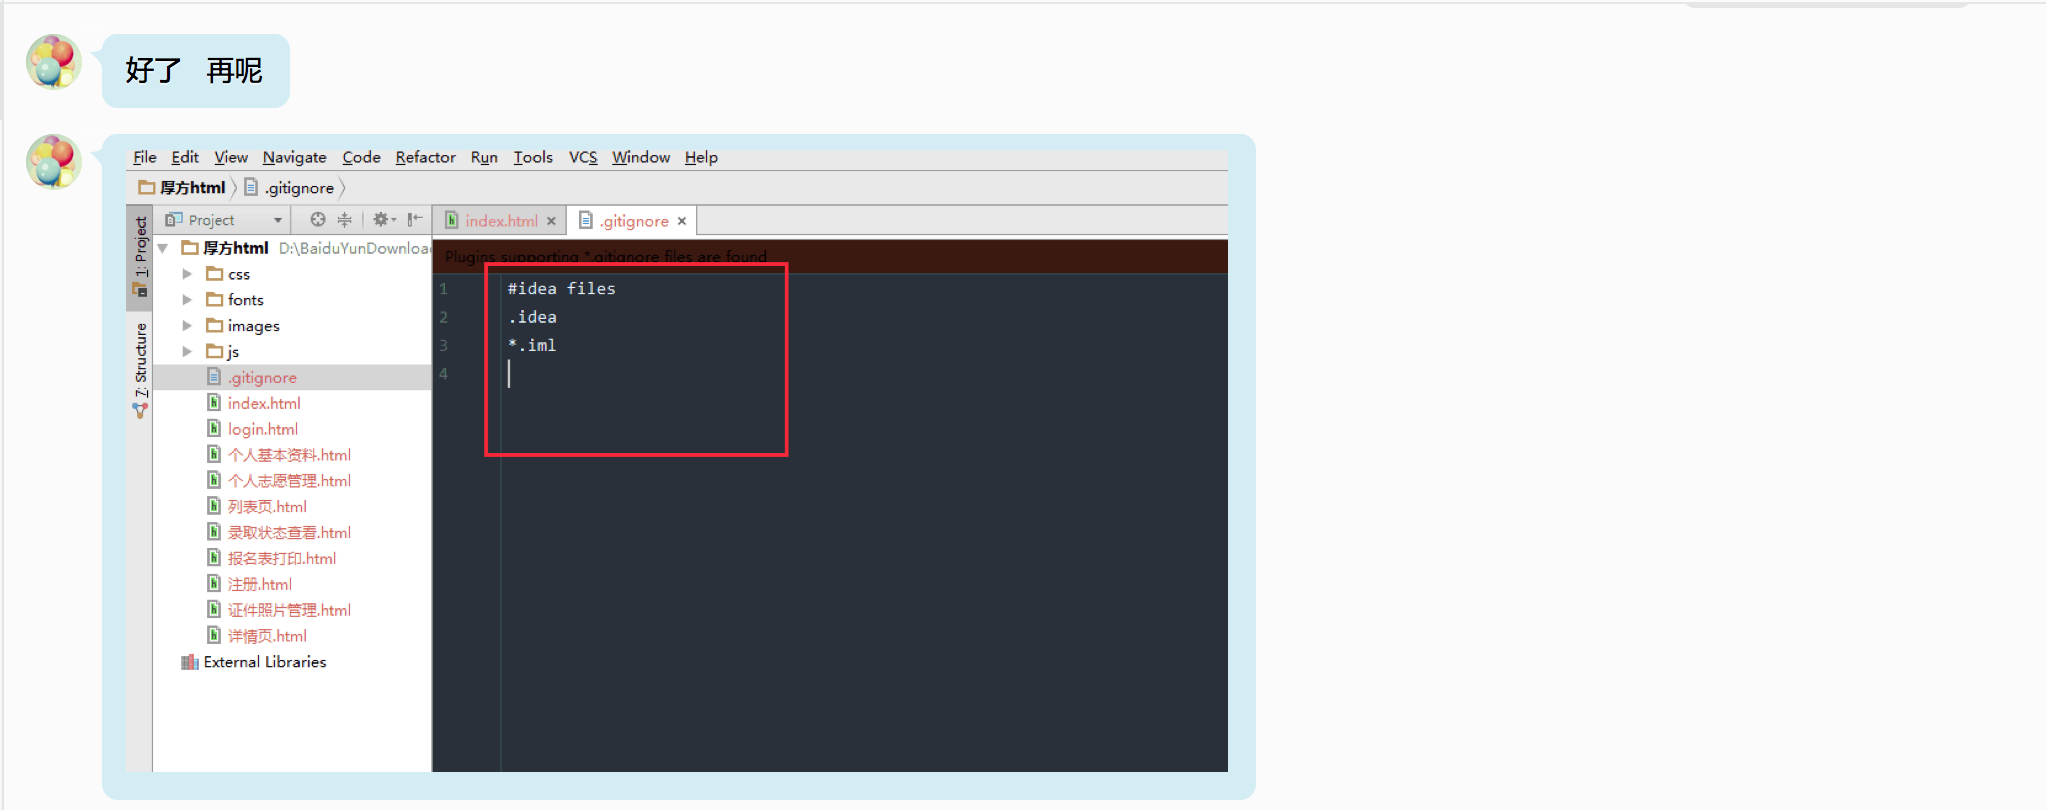 好了 再呢
File Edit View Navigate Code Refactor Run Tools VCS Window Help
厚方html .gitignore
Project index.html .gitignore
1: Project
Z: Structure
厚方html D:\BaiduYunDownloa
css
fonts
images
js
.gitignore
index.html
login.html
个人基本资料.html
个人志愿管理.html
列表页.html
录取状态查看.html
报名表打印.html
注册.html
证件照片管理.html
详情页.html
External Libraries
Plugins supporting *.gitignore files are found
1 #idea files
2 .idea
3 *.iml
4